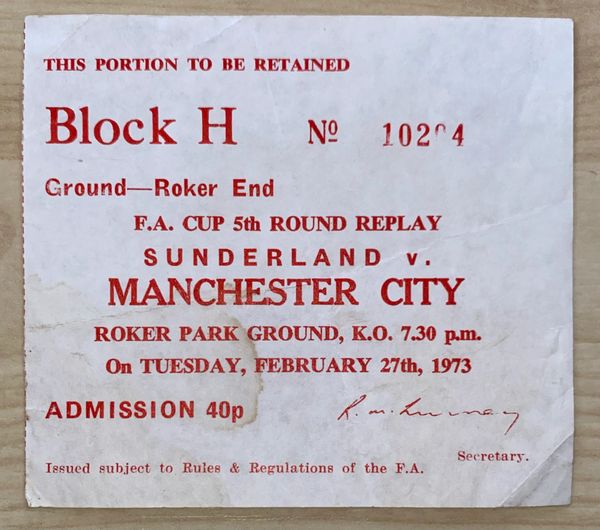 THIS PORTION TO BE RETAINED
Block H Nº
Ground—Roker End
F.A. CUP 5th ROUND REPLAY
SUNDERLAND v.
MANCHESTER CITY
ROKER PARK GROUND, K.O. 7.30 p.m.
On TUESDAY, FEBRUARY 27th, 1973
ADMISSION 40p
Secretary.
Issued subject to Rules & Regulations of the F.A.